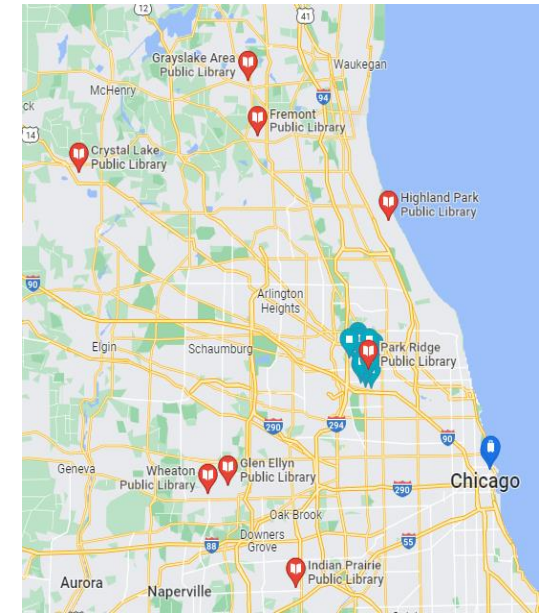 12
41
Grayslake Area
Public Library
Waukegan
McHenry
94
Fremont
Public Library
14
Crystal Lake
Public Library
Highland Park
Public Library
90
Arlington
Heights
Elgin
Schaumburg
Park Ridge
Public Library
290
294
90
Geneva
Wheaton
Public Library
Glen Ellyn
Public Library
290
Chicago
Oak Brook
Downers
Grove
88
55
Indian Prairie
Public Library
Aurora
Naperville